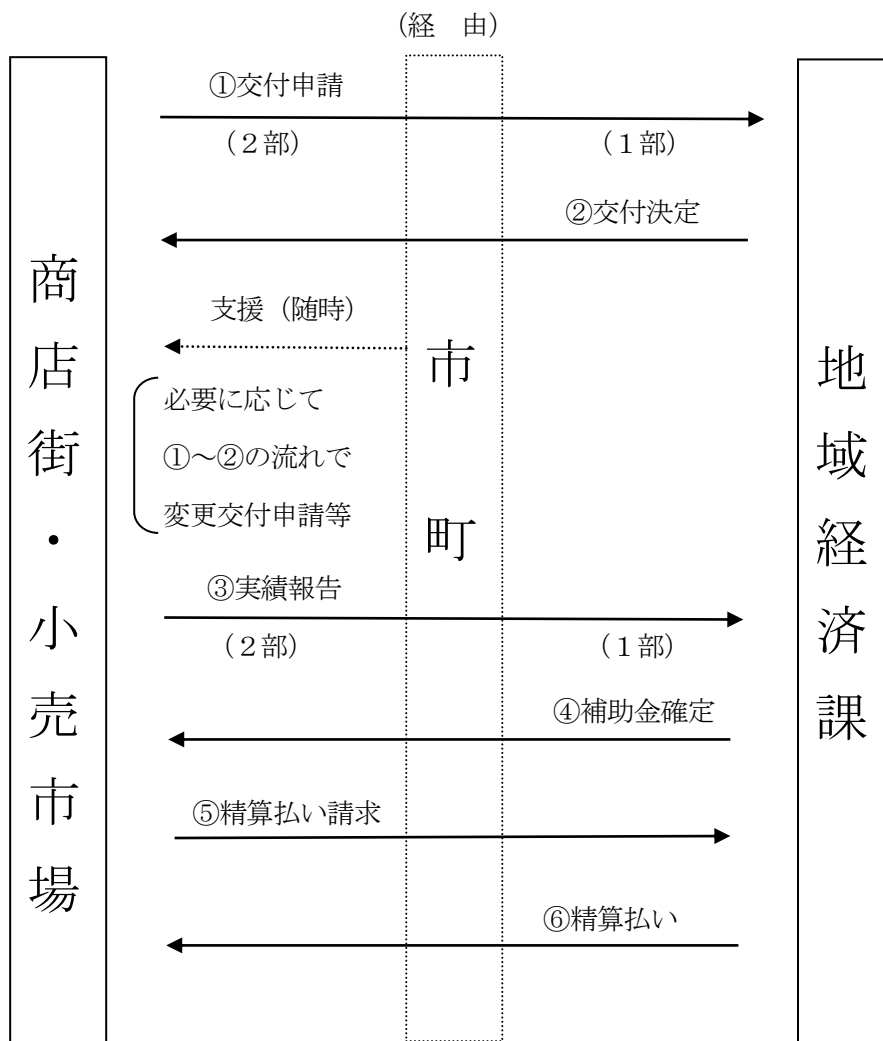 （経　由）
①交付申請
（２部）
（１部）
②交付決定
支援（随時）
必要に応じて
①～②の流れで
変更交付申請等
③実績報告
（２部）
（１部）
④補助金確定
⑤精算払い請求
⑥精算払い
商店街・小売市場
市町
地域経済課